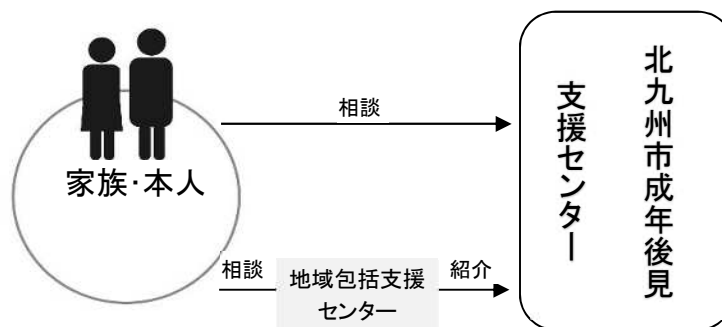 家族・本人
相談
相談
地域包括支援
センター
紹介
北九州市成年後見
支援センター